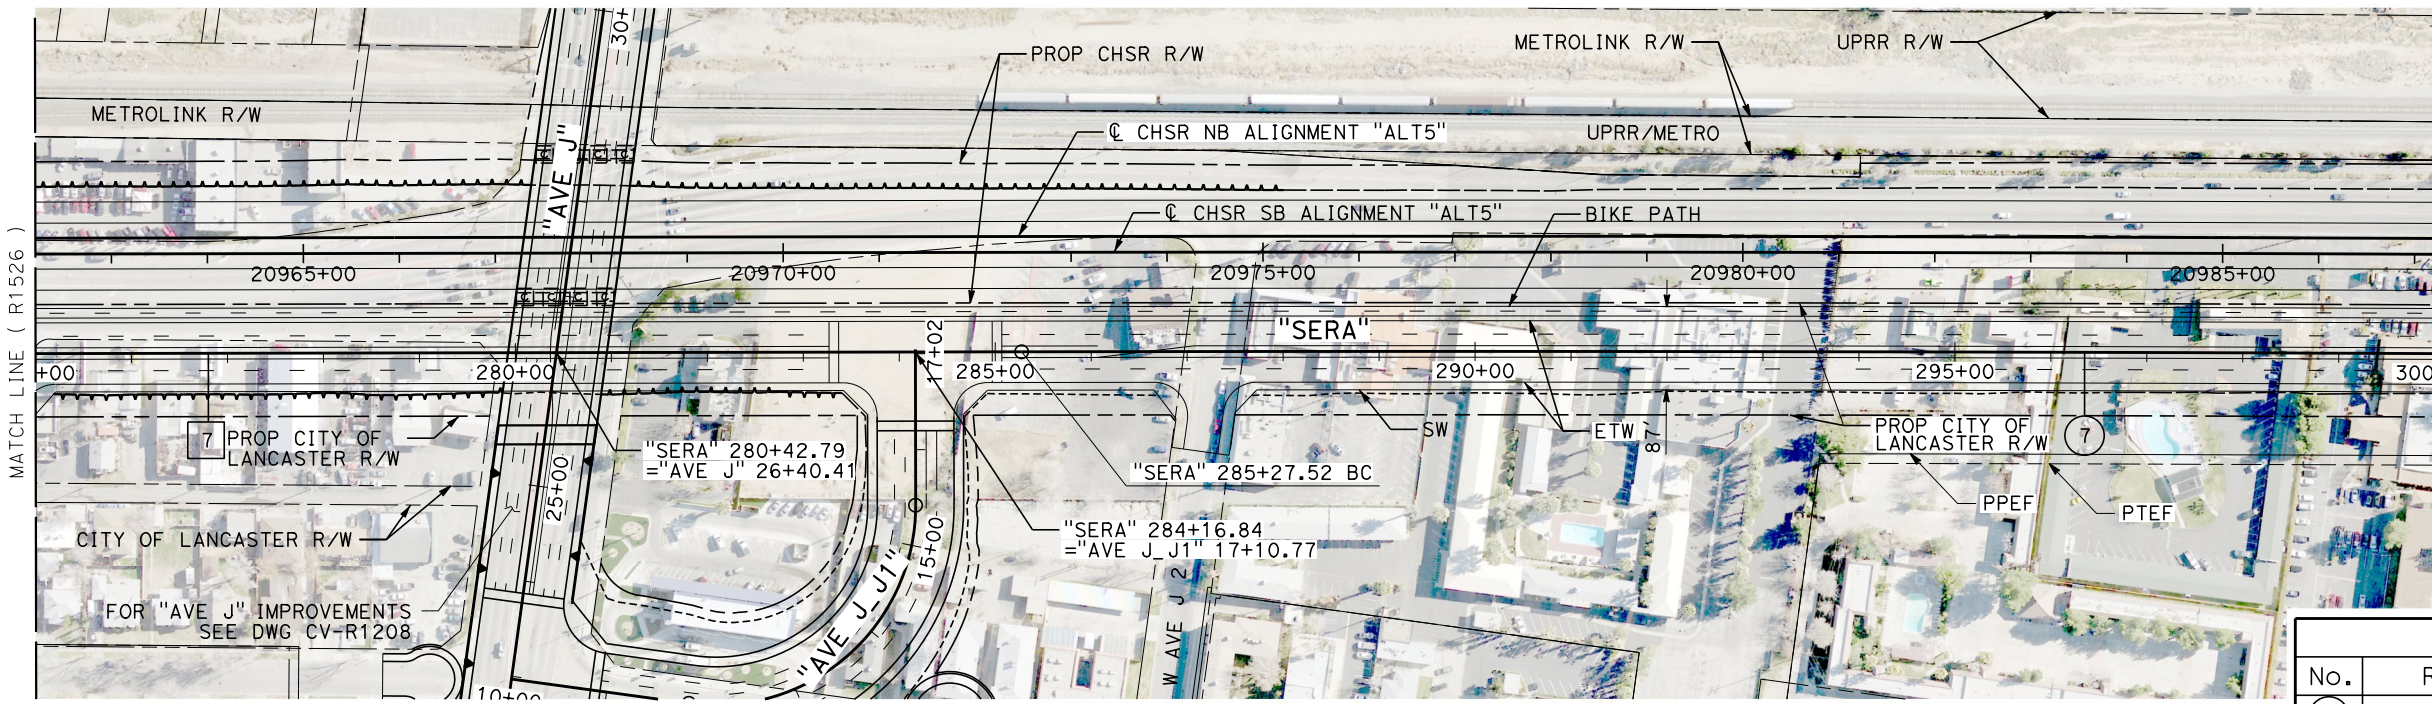 30+
PROP CHSR R/W
METROLINK R/W
UPRR R/W
METROLINK R/W
℄ CHSR NB ALIGNMENT "ALT5"
UPRR/METRO
"AVE J"
℄ CHSR SB ALIGNMENT "ALT5"
BIKE PATH
MATCH LINE ( R1526 )
20965+00
20970+00
20975+00
20980+00
20985+00
"SERA"
17+02
+00
280+00
285+00
290+00
295+00
300
7
PROP CITY OF
LANCASTER R/W
"SERA" 280+42.79
="AVE J" 26+40.41
SW
ETW
87'
PROP CITY OF
LANCASTER R/W
7
25+00
"SERA" 285+27.52 BC
PPEF
PTEF
CITY OF LANCASTER R/W
"SERA" 284+16.84
="AVE J_J1" 17+10.77
15+00
"AVE J_J1"
W AVE J 2
FOR "AVE J" IMPROVEMENTS
SEE DWG CV-R1208
10+00
No.
R